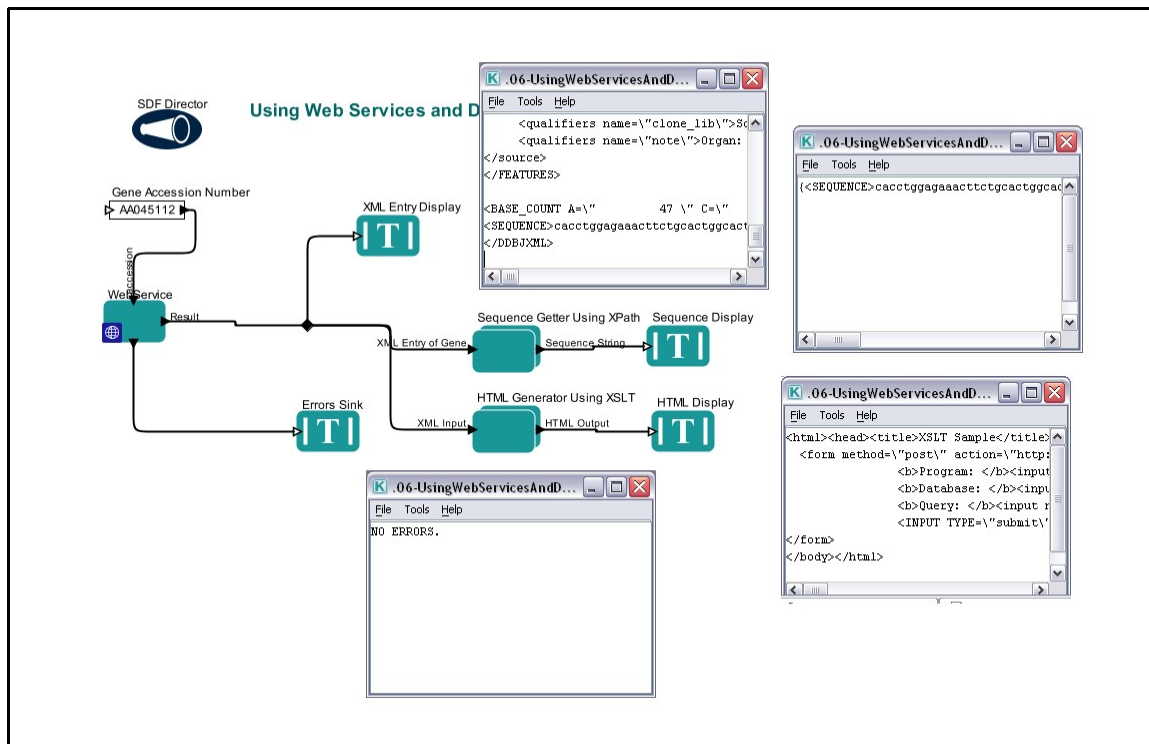 SDF Director
Using Web Services and D
Gene Accession Number
AA045112
accession
WebService
Result
XML Entry Display
T
XML Entry of Gene
Sequence Getter Using XPath
Sequence String
Sequence Display
T
XML Input
HTML Generator Using XSLT
HTML Output
HTML Display
T
Errors Sink
T
K .06-UsingWebServicesAndD...
File Tools Help
<qualifiers name=\"clone_lib\">So
<qualifiers name=\"note\">Organ:
</source>
</FEATURES>
<BASE_COUNT A=\" 47 \" C=\"
<SEQUENCE>cacctggagaaacttctgcactggcact
</DDBJXML>
K .06-UsingWebServicesAndD...
File Tools Help
{<SEQUENCE>cacctggagaaacttctgcactggcac
K .06-UsingWebServicesAndD...
File Tools Help
<html><head><title>XSLT Sample</title>
<form method=\"post\" action=\"http:
<b>Program: </b><input
<b>Database: </b><inpu
<b>Query: </b><input n
<INPUT TYPE=\"submit\"
</form>
</body></html>
K .06-UsingWebServicesAndD...
File Tools Help
NO ERRORS.